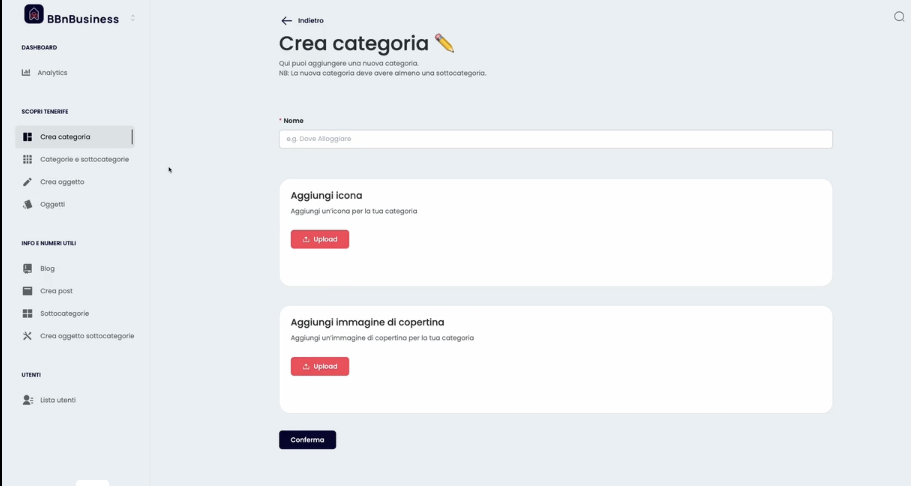 BBnBusiness
DASHBOARD
Analytics
SCOPRI TENERIFE
Crea categoria
Categorie e sottocategorie
Crea oggetto
Oggetti
INFO E NUMERI UTILI
Blog
Crea post
Sottocategorie
Crea oggetto sottocategorie
UTENTI
Lista utenti
Indietro
Crea categoria
Qui puoi aggiungere una nuova categoria.
NB: La nuova categoria deve avere almeno una sottocategoria.
* Nome
e.g. Dove Alloggiare
Aggiungi icona
Aggiungi un'icona per la tua categoria
Upload
Aggiungi immagine di copertina
Aggiungi un'immagine di copertina per la tua categoria
Upload
Conferma